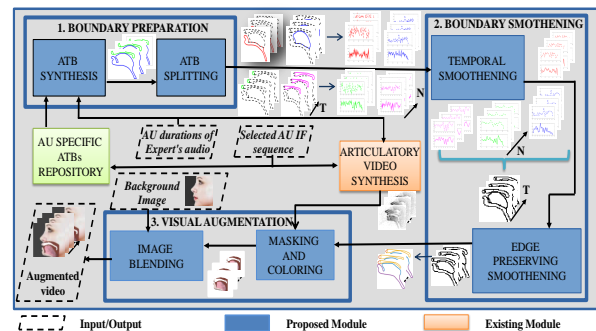 1. BOUNDARY PREPARATION
2. BOUNDARY SMOTHENING
ATB
SYNTHESIS
ATB
SPLITTING
TEMPORAL
SMOOTHENING
T
N
AU durations of
Expert's audio
Selected AU IF
sequence
AU SPECIFIC
ATBs
REPOSITORY
ARTICULATORY
VIDEO
SYNTHESIS
N
T
Background
Image
3. VISUAL AUGMENTATION
IMAGE
BLENDING
MASKING
AND
COLORING
EDGE
PRESERVING
SMOOTHENING
Augmented
video
Input/Output
Proposed Module
Existing Module